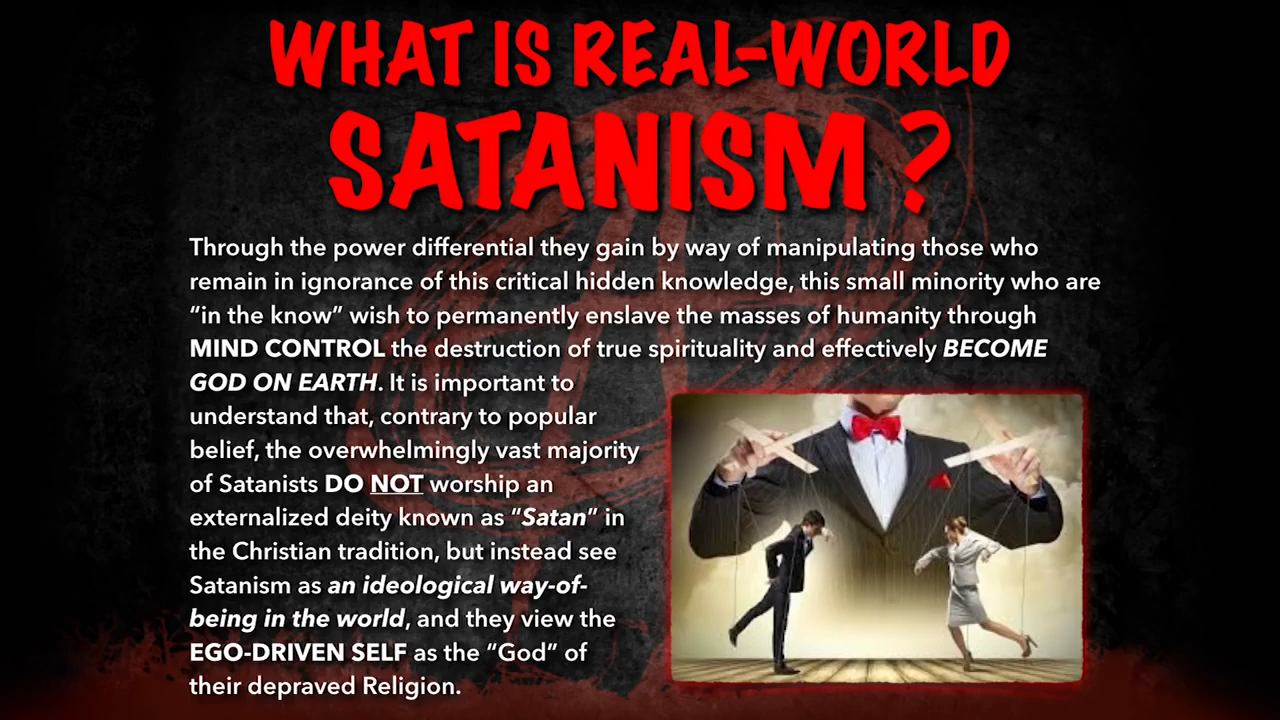 WHAT IS REAL-WORLD
SATANISM?
Through the power differential they gain by way of manipulating those who
remain in ignorance of this critical hidden knowledge, this small minority who are
“in the know” wish to permanently enslave the masses of humanity through
MIND CONTROL the destruction of true spirituality and effectively BECOME
GOD ON EARTH. It is important to
understand that, contrary to popular
belief, the overwhelmingly vast majority
of Satanists DO NOT worship an
externalized deity known as “Satan” in
the Christian tradition, but instead see
Satanism as an ideological way-of-
being in the world, and they view the
EGO-DRIVEN SELF as the “God” of
their depraved Religion.